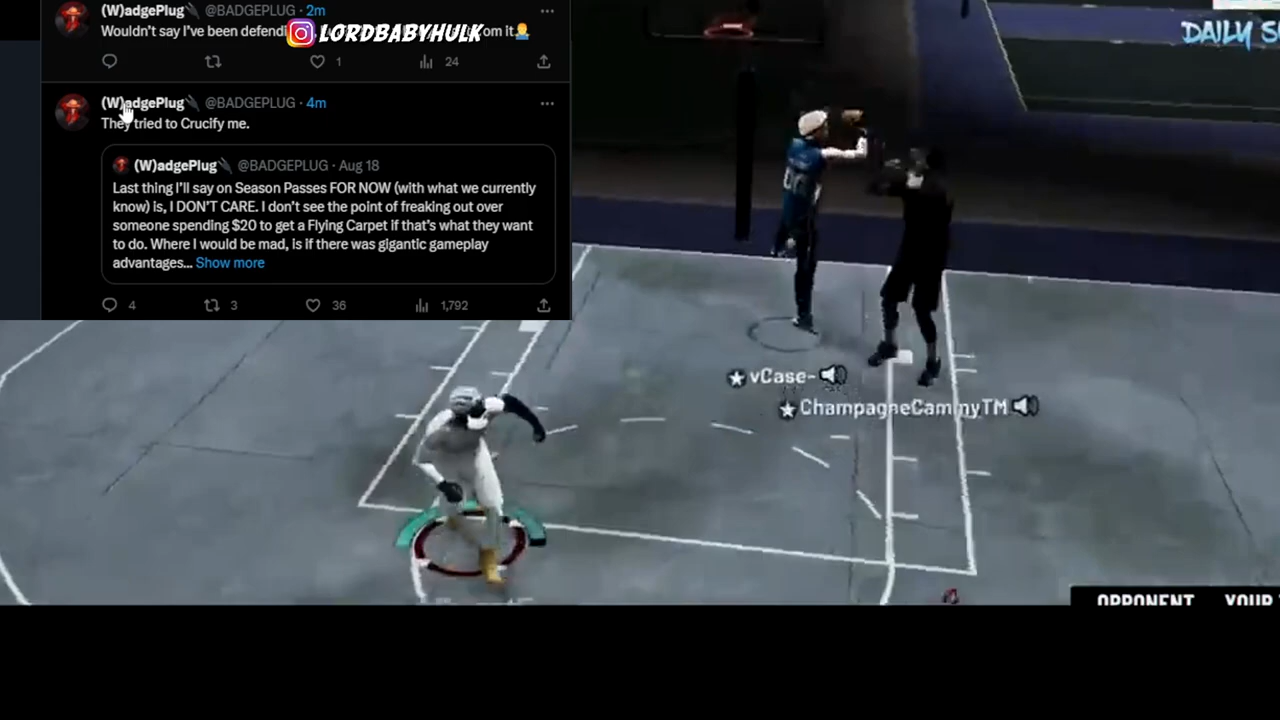 (W)adgePlug @BADGEPLUG · 2m
Wouldn't say I've been defendi om it
LORDBABYHULK
1 24
(W)adgePlug @BADGEPLUG · 4m
They tried to Crucify me.
(W)adgePlug @BADGEPLUG · Aug 18
Last thing I'll say on Season Passes FOR NOW (with what we currently
know) is, I DON'T CARE. I don't see the point of freaking out over
someone spending $20 to get a Flying Carpet if that's what they want
to do. Where I would be mad, is if there was gigantic gameplay
advantages... Show more
4 3 36 1,792
DAILY S
vCase-
ChampagneCammyTM
OPPONENT YOUR